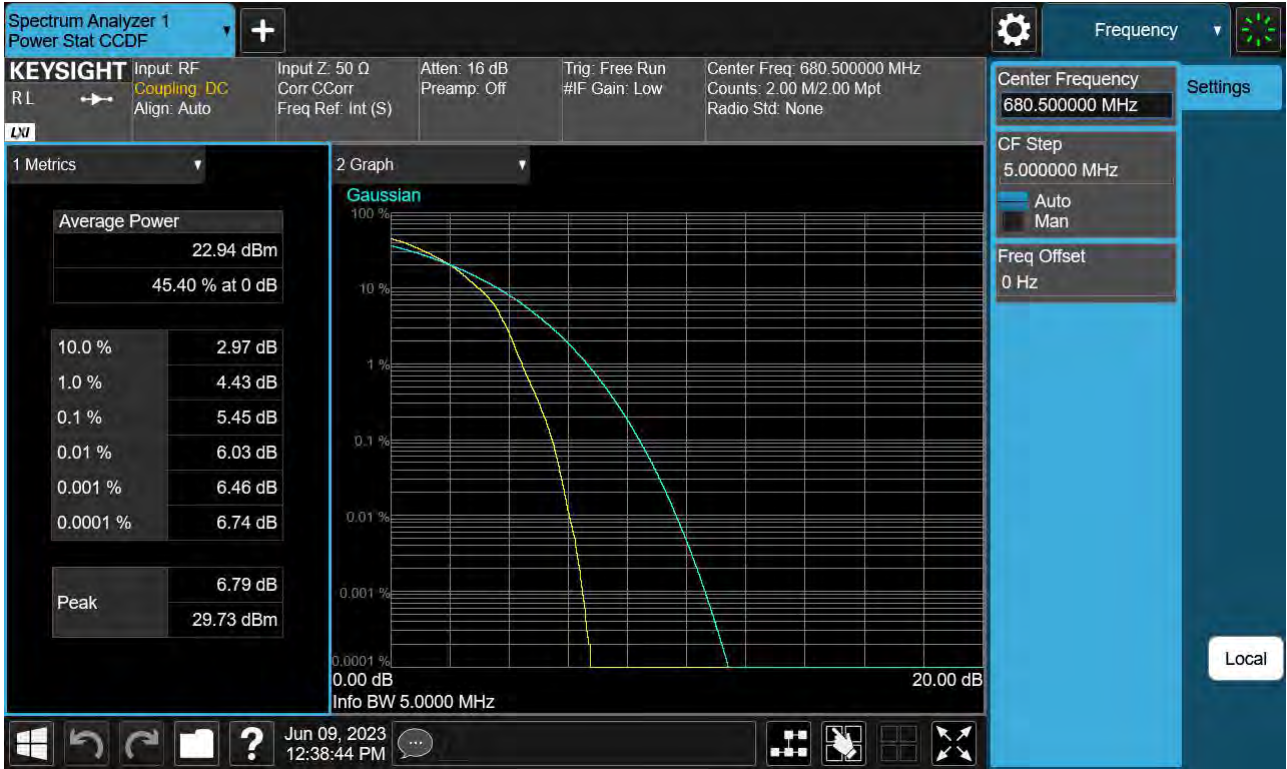 Spectrum Analyzer 1
Power Stat CCDF
Frequency
KEYSIGHT
RL
LXI
Input: RF
Coupling: DC
Align: Auto
Input Z: 50 Ω
Corr CCorr
Freq Ref: Int (S)
Atten: 16 dB
Preamp: Off
Trig: Free Run
#IF Gain: Low
Center Freq: 680.500000 MHz
Counts: 2.00 M/2.00 Mpt
Radio Std: None
Center Frequency
680.500000 MHz
Settings
CF Step
5.000000 MHz
Auto
Man
Freq Offset
0 Hz
Local
1 Metrics
Average Power
22.94 dBm
45.40 % at 0 dB
10.0 % 2.97 dB
1.0 % 4.43 dB
0.1 % 5.45 dB
0.01 % 6.03 dB
0.001 % 6.46 dB
0.0001 % 6.74 dB
Peak
6.79 dB
29.73 dBm
2 Graph
Gaussian
100 %
10 %
1 %
0.1 %
0.01 %
0.001 %
0.0001 %
0.00 dB 20.00 dB
Info BW 5.0000 MHz
?
Jun 09, 2023
12:38:44 PM